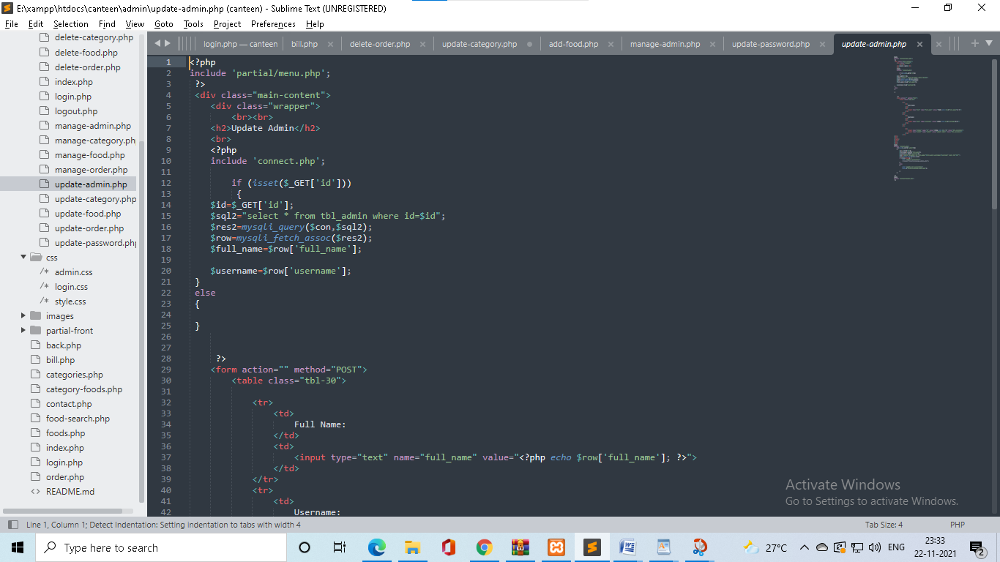 E:\xampp\htdocs\canteen\admin\update-admin.php (canteen) - Sublime Text (UNREGISTERED)
File Edit Selection Find View Goto Tools Project Preferences Help
delete-category.php
delete-food.php
delete-order.php
index.php
login.php
logout.php
manage-admin.php
manage-category.ph
manage-food.php
manage-order.php
update-admin.php
update-category.php
update-food.php
update-order.php
update-password.php
css
/* admin.css
/* login.css
/* style.css
images
partial-front
back.php
bill.php
categories.php
category-foods.php
contact.php
food-search.php
foods.php
index.php
login.php
order.php
<> README.md
login.php — canteen bill.php × delete-order.php × update-category.php add-food.php × manage-admin.php × update-password.php × update-admin.php ×
1 <?php
2 include 'partial/menu.php';
3 ?>
4 <div class="main-content">
5 <div class="wrapper">
6 <br><br>
7 <h2>Update Admin</h2>
8 <br>
9 <?php
10 include 'connect.php';
11
12 if (isset($_GET['id']))
13 {
14 $id=$_GET['id'];
15 $sql2="select * from tbl_admin where id=$id";
16 $res2=mysqli_query($con,$sql2);
17 $row=mysqli_fetch_assoc($res2);
18 $full_name=$row['full_name'];
19
20 $username=$row['username'];
21 }
22 else
23 {
24
25 }
26
27
28 ?>
29 <form action="" method="POST">
30 <table class="tbl-30">
31
32 <tr>
33 <td>
34 Full Name:
35 </td>
36 <td>
37 <input type="text" name="full_name" value="<?php echo $row['full_name']; ?>">
38 </td>
39 </tr>
40 <tr>
41 <td>
42 Username:
Activate Windows
Go to Settings to activate Windows.
Line 1, Column 1; Detect Indentation: Setting indentation to tabs with width 4 Tab Size: 4 PHP
Type here to search
27°C ENG 23:33
22-11-2021
2